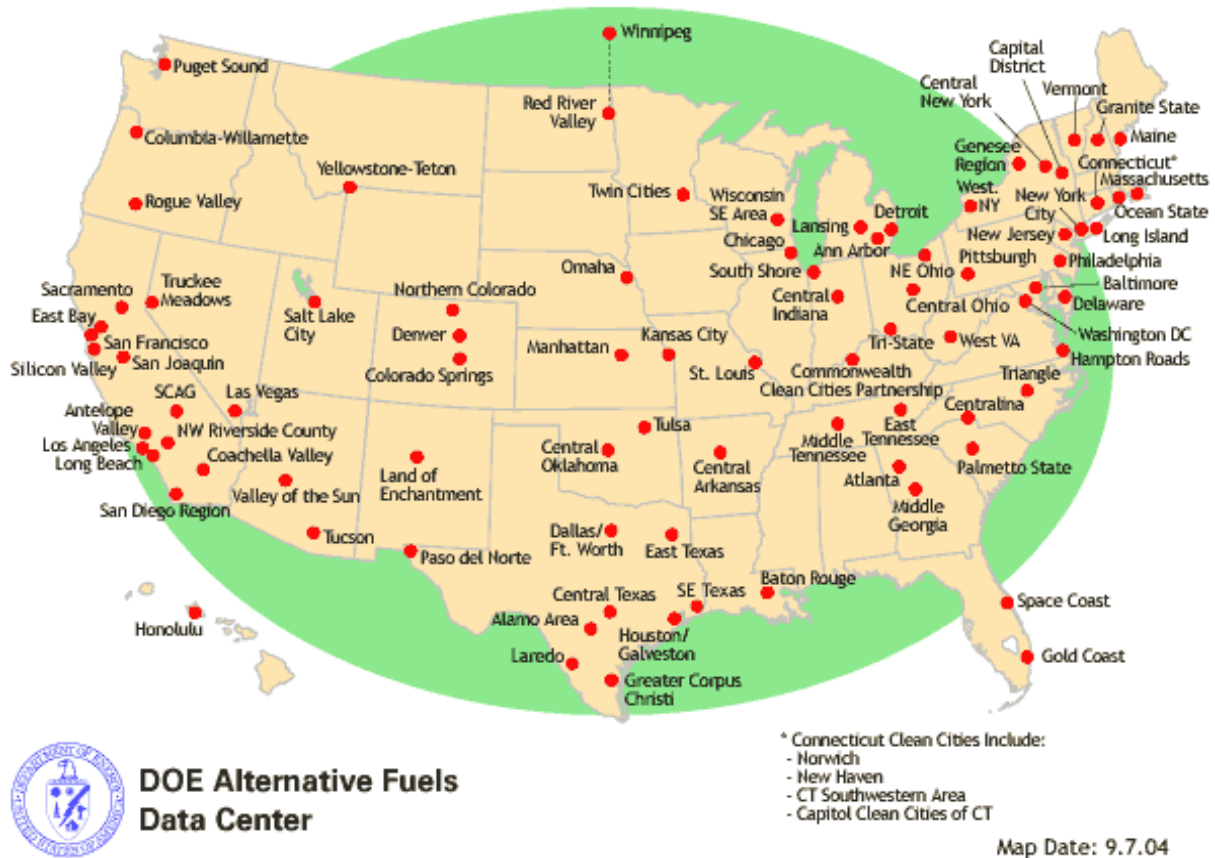 Winnipeg
Puget Sound
Capital
District
Central
New York
Vermont
Granite State
Red River
Valley
Columbia-Willamette
Maine
Genesee
Region
Connecticut*
Massachusetts
Yellowstone-Teton
Twin Cities
Wisconsin
SE Area
West.
NY
New York
City
Rogue Valley
Lansing
Detroit
Ocean State
Chicago
Ann Arbor
New Jersey
Long Island
South Shore
NE Ohio
Pittsburgh
Philadelphia
Omaha
Truckee
Meadows
Northern Colorado
Sacramento
Baltimore
Central
Indiana
Central Ohio
Delaware
East Bay
Salt Lake
City
Denver
Kansas City
San Francisco
Manhattan
Tri-State
West VA
Washington DC
Silicon Valley
San Joaquin
Colorado Springs
St. Louis
Commonwealth
Clean Cities Partnership
Hampton Roads
SCAG
Las Vegas
Triangle
Antelope
Valley
NW Riverside County
Tulsa
Centralina
East
Tennessee
Los Angeles
Long Beach
Coachella Valley
Central
Oklahoma
Middle
Tennessee
Central
Arkansas
Palmetto State
Valley of the Sun
Land of
Enchantment
Atlanta
San Diego Region
Middle
Georgia
Tucson
Dallas/
Ft. Worth
East Texas
Paso del Norte
Baton Rouge
SE Texas
Central Texas
Space Coast
Honolulu
Alamo Area
Houston/
Galveston
Laredo
Gold Coast
Greater Corpus
Christi
* Connecticut Clean Cities Include:
- Norwich
- New Haven
- CT Southwestern Area
- Capitol Clean Cities of CT
DEPARTMENT OF ENERGY
UNITED STATES OF AMERICA
DOE Alternative Fuels
Data Center
Map Date: 9.7.04